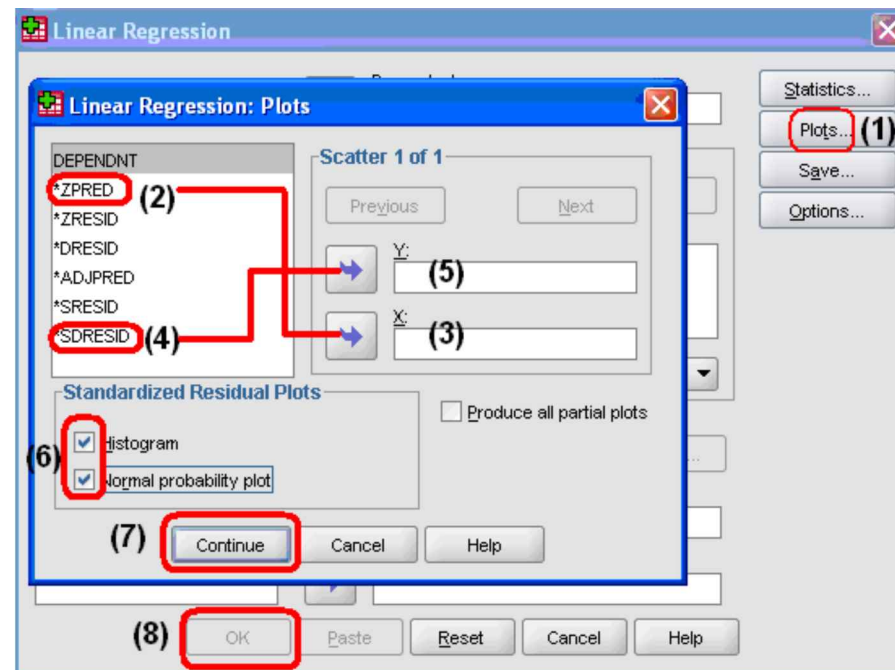 Linear Regression
Statistics...
Plots... (1)
Save...
Options...
Linear Regression: Plots
DEPENDNT
*ZPRED (2)
*ZRESID
*DRESID
*ADJPRED
*SRESID
*SDRESID (4)
Scatter 1 of 1
Previous
Next
Y:
(5)
X:
(3)
Standardized Residual Plots
Histogram
(6)
Normal probability plot
Produce all partial plots
(7) Continue
Cancel
Help
(8) OK
Paste
Reset
Cancel
Help